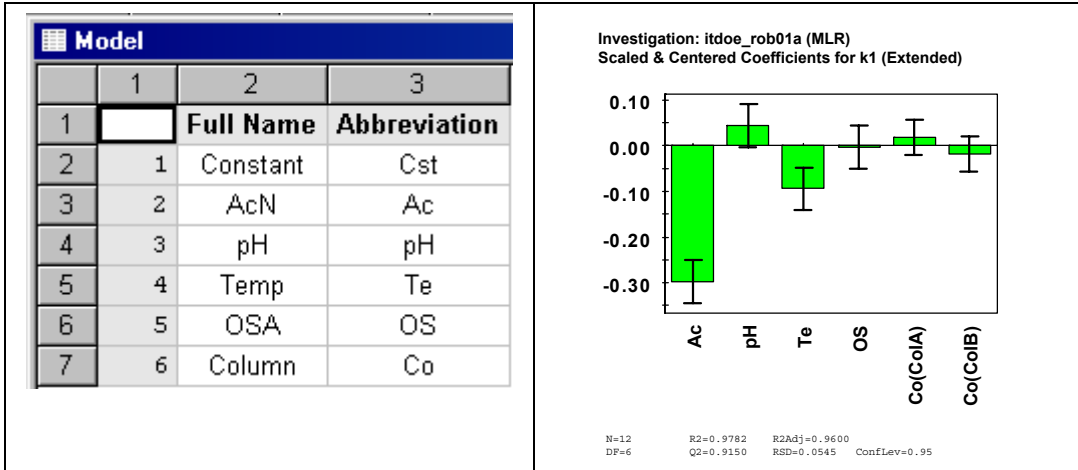 Model
1 2 3
1 Full Name Abbreviation
2 1 Constant Cst
3 2 AcN Ac
4 3 pH pH
5 4 Temp Te
6 5 OSA OS
7 6 Column Co
Investigation: itdoe_rob01a (MLR)
Scaled & Centered Coefficients for k1 (Extended)
0.10
0.00
-0.10
-0.20
-0.30
Ac pH Te OS Co(ColA) Co(ColB)
N=12 R2=0.9782 R2Adj=0.9600
DF=6 Q2=0.9150 RSD=0.0545 ConfLev=0.95